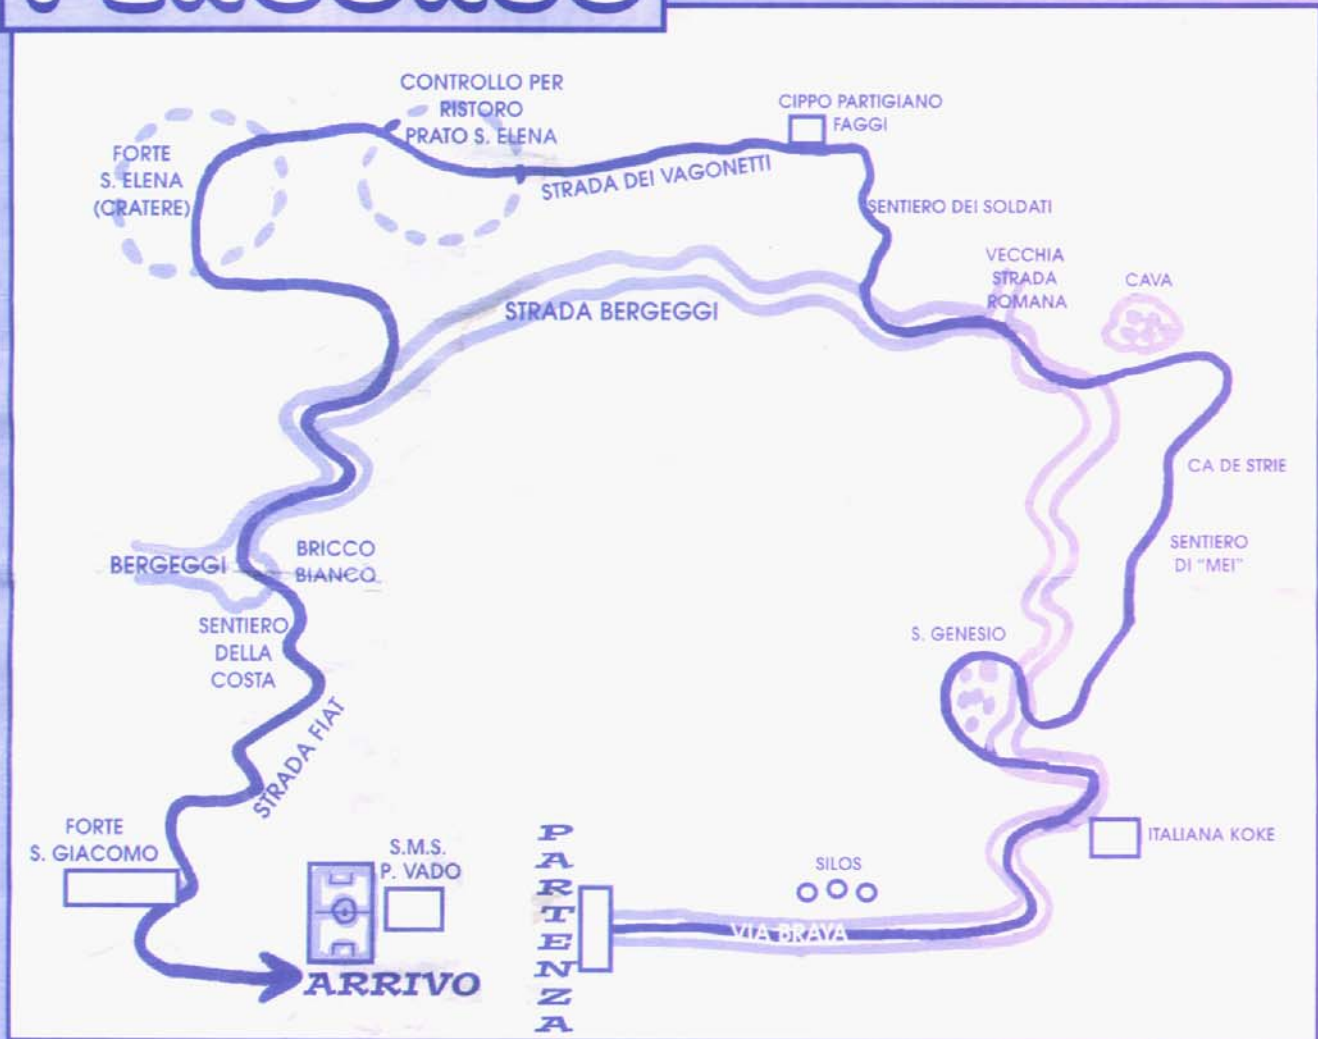 CONTROLLO PER
RISTORO
PRATO S. ELENA
CIPPO PARTIGIANO
FAGGI
FORTE
S. ELENA
(CRATERE)
STRADA DEI VAGONETTI
SENTIERO DEI SOLDATI
VECCHIA
STRADA
ROMANA
CAVA
STRADA BERGEGGI
CA DE STRIE
SENTIERO
DI "MEI"
BERGEGGI
BRICCO
BIANCO
SENTIERO
DELLA
COSTA
S. GENESIO
STRADA FIAT
FORTE
S. GIACOMO
S.M.S.
P. VADO
PARTENZA
SILOS
ITALIANA KOKE
VIA BRAVA
ARRIVO